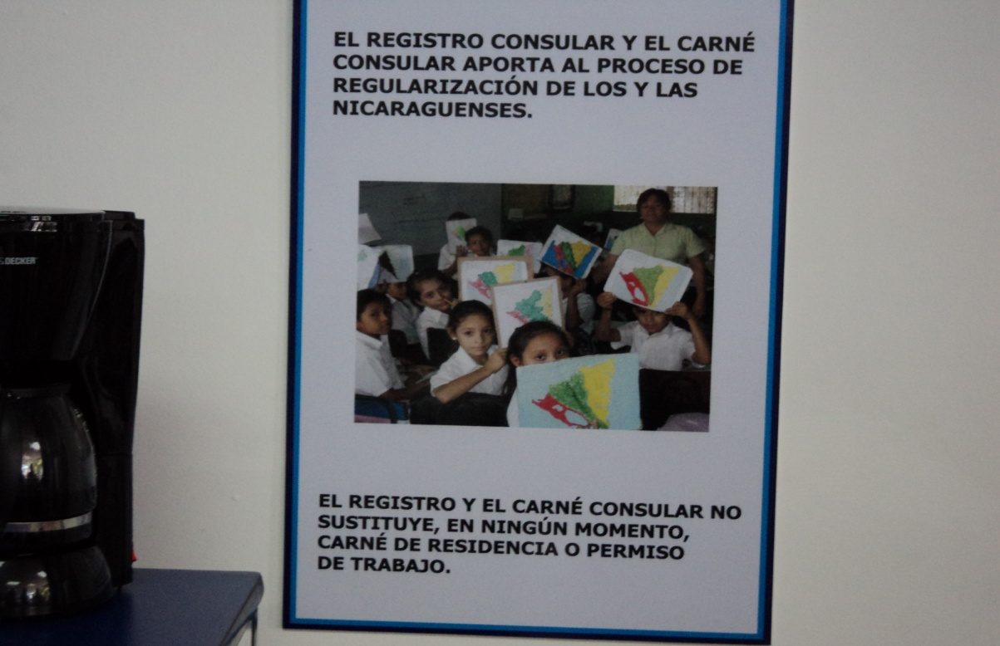 EL REGISTRO CONSULAR Y EL CARNÉ
CONSULAR APORTA AL PROCESO DE
REGULARIZACIÓN DE LOS Y LAS
NICARAGUENSES.
EL REGISTRO Y EL CARNÉ CONSULAR NO
SUSTITUYE, EN NINGÚN MOMENTO,
CARNÉ DE RESIDENCIA O PERMISO
DE TRABAJO.
& DECKER